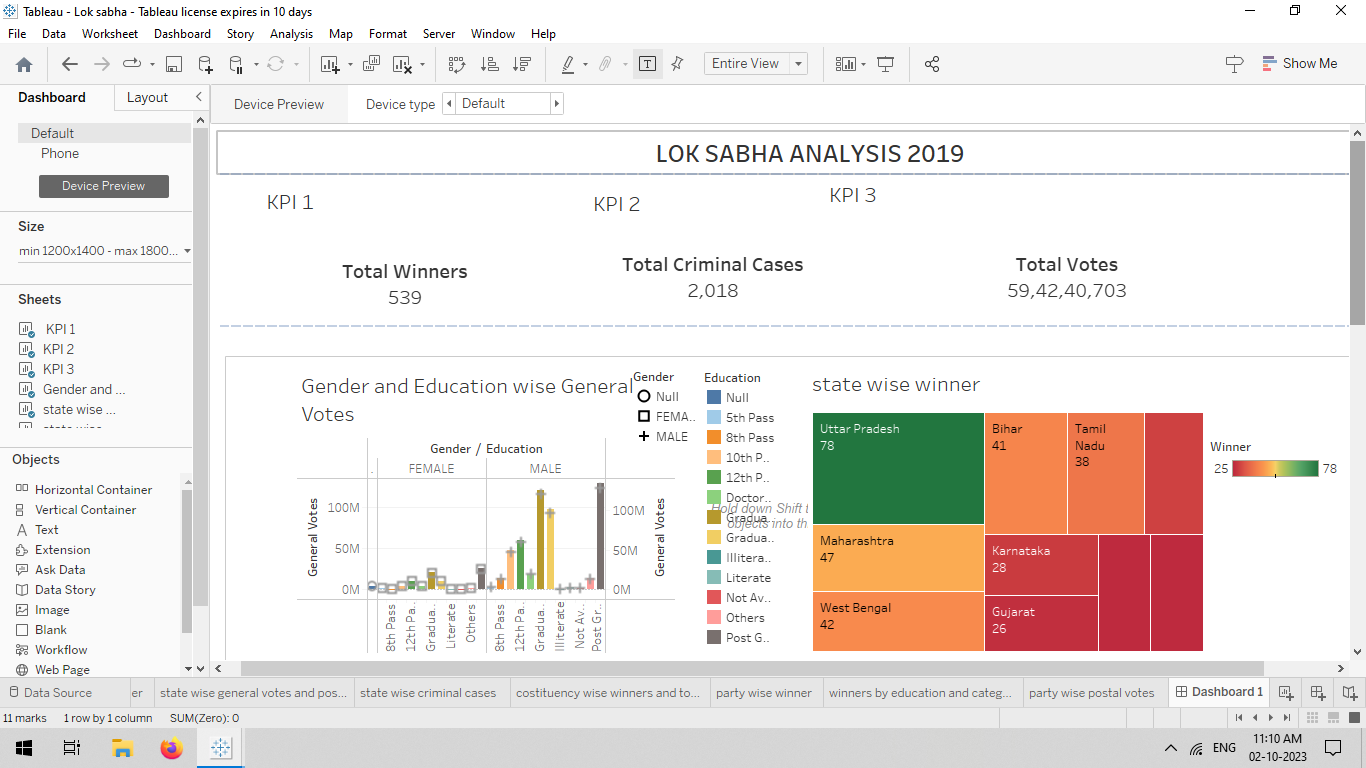 Tableau - Lok sabha - Tableau license expires in 10 days
File Data Worksheet Dashboard Story Analysis Map Format Server Window Help
Entire View
Show Me
Dashboard Layout
Device Preview Device type Default
Default
Phone
Device Preview
Size
min 1200x1400 - max 1800...
Sheets
KPI 1
KPI 2
KPI 3
Gender and ...
state wise ...
Objects
Horizontal Container
Vertical Container
Text
Extension
Ask Data
Data Story
Image
Blank
Workflow
Web Page
LOK SABHA ANALYSIS 2019
KPI 1
KPI 2
KPI 3
Total Winners
539
Total Criminal Cases
2,018
Total Votes
59,42,40,703
Gender and Education wise General
Votes
Gender / Education
. FEMALE MALE
General Votes
100M
50M
0M
100M
50M
0M
General Votes
8th Pass
12th Pa..
Gradua..
Literate
Others
8th Pass
12th Pa..
Gradua..
Illiterate
Not Av..
Post Gr..
Gender
Null
FEMA..
MALE
Education
Null
5th Pass
8th Pass
10th P..
12th P..
Doctor..
Gradua..
Gradua..
Illitera..
Literate
Not Av..
Others
Post G..
Hold down Shift t
objects into th
state wise winner
Uttar Pradesh
78
Maharashtra
47
West Bengal
42
Bihar
41
Tamil
Nadu
38
Karnataka
28
Gujarat
26
Winner
25 78
Data Source
er
state wise general votes and pos...
state wise criminal cases
costituency wise winners and to...
party wise winner
winners by education and categ...
party wise postal votes
Dashboard 1
11 marks 1 row by 1 column SUM(Zero): 0
ENG
11:10 AM
02-10-2023